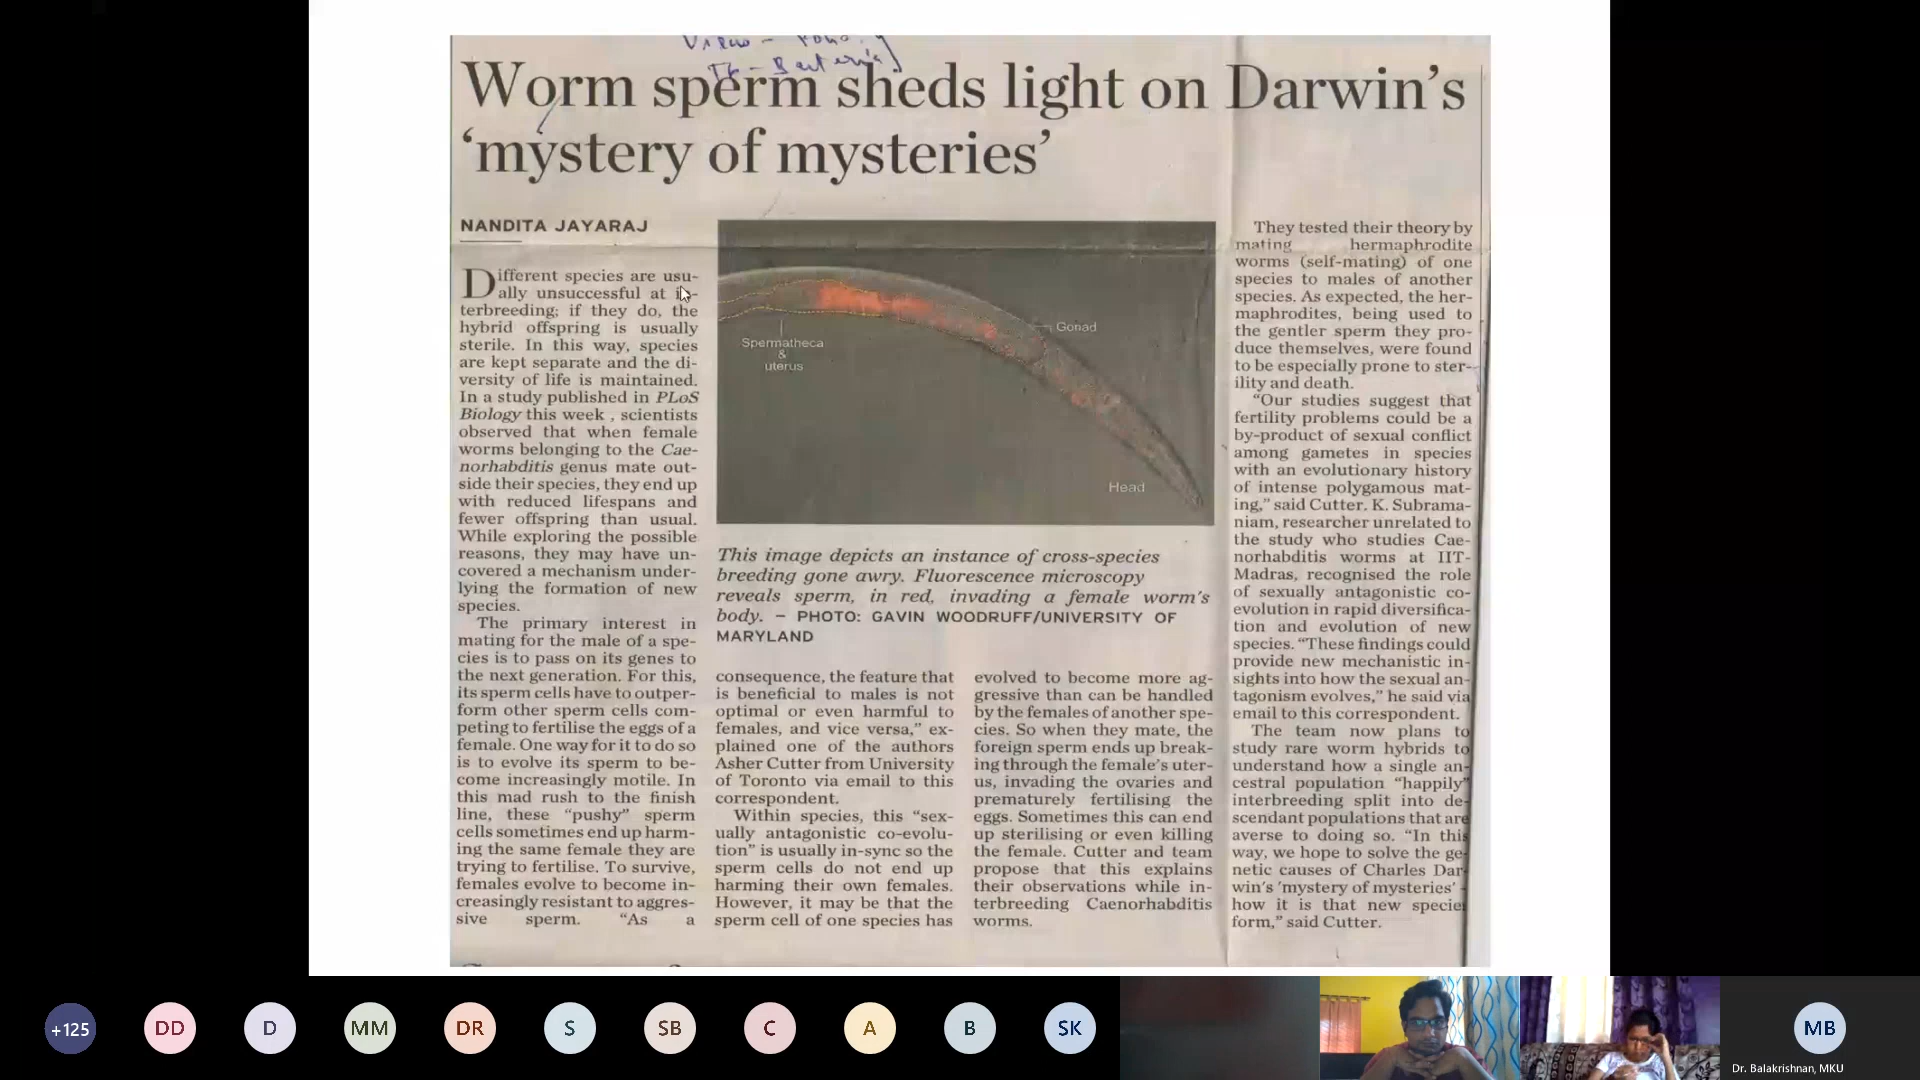 Worm sperm sheds light on Darwin's
'mystery of mysteries'
NANDITA JAYARAJ
Different species are usu-
ally unsuccessful at in-
terbreeding; if they do, the
hybrid offspring is usually
sterile. In this way, species
are kept separate and the di-
versity of life is maintained.
In a study published in PLoS
Biology this week , scientists
observed that when female
worms belonging to the Cae-
norhabditis genus mate out-
side their species, they end up
with reduced lifespans and
fewer offspring than usual.
While exploring the possible
reasons, they may have un-
covered a mechanism under-
lying the formation of new
species.
The primary interest in
mating for the male of a spe-
cies is to pass on its genes to
the next generation. For this,
its sperm cells have to outper-
form other sperm cells com-
peting to fertilise the eggs of a
female. One way for it to do so
is to evolve its sperm to be-
come increasingly motile. In
this mad rush to the finish
line, these "pushy" sperm
cells sometimes end up harm-
ing the same female they are
trying to fertilise. To survive,
females evolve to become in-
creasingly resistant to aggres-
sive sperm. "As a
Spermatheca
&
uterus
Gonad
Head
This image depicts an instance of cross-species
breeding gone awry. Fluorescence microscopy
reveals sperm, in red, invading a female worm's
body. – PHOTO: GAVIN WOODRUFF/UNIVERSITY OF
MARYLAND
consequence, the feature that
is beneficial to males is not
optimal or even harmful to
females, and vice versa," ex-
plained one of the authors
Asher Cutter from University
of Toronto via email to this
correspondent.
Within species, this "sex-
ually antagonistic co-evolu-
tion" is usually in-sync so the
sperm cells do not end up
harming their own females.
However, it may be that the
sperm cell of one species has
evolved to become more ag-
gressive than can be handled
by the females of another spe-
cies. So when they mate, the
foreign sperm ends up break-
ing through the female's uter-
us, invading the ovaries and
prematurely fertilising the
eggs. Sometimes this can end
up sterilising or even killing
the female. Cutter and team
propose that this explains
their observations while in-
terbreeding Caenorhabditis
worms.
They tested their theory by
mating hermaphrodite
worms (self-mating) of one
species to males of another
species. As expected, the her-
maphrodites, being used to
the gentler sperm they pro-
duce themselves, were found
to be especially prone to ster-
ility and death.
"Our studies suggest that
fertility problems could be a
by-product of sexual conflict
among gametes in species
with an evolutionary history
of intense polygamous mat-
ing," said Cutter. K. Subrama-
niam, researcher unrelated to
the study who studies Cae-
norhabditis worms at IIT-
Madras, recognised the role
of sexually antagonistic co-
evolution in rapid diversifica-
tion and evolution of new
species. "These findings could
provide new mechanistic in-
sights into how the sexual an-
tagonism evolves," he said via
email to this correspondent.
The team now plans to
study rare worm hybrids to
understand how a single an-
cestral population "happily"
interbreeding split into de-
scendant populations that are
averse to doing so. "In this
way, we hope to solve the ge-
netic causes of Charles Dar-
win's 'mystery of mysteries' -
how it is that new species
form," said Cutter.
+125
DD
D
MM
DR
S
SB
C
A
B
SK
MB
Dr. Balakrishnan, MKU